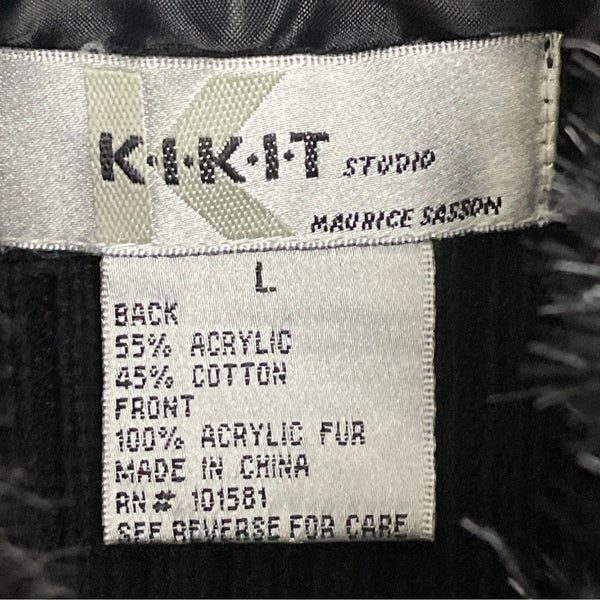 K·I·K·I·T STUDIO
MAURICE SASSON
L
BACK
55% ACRYLIC
45% COTTON
FRONT
100% ACRYLIC FUR
MADE IN CHINA
RN# 101581
SEE REVERSE FOR CARE